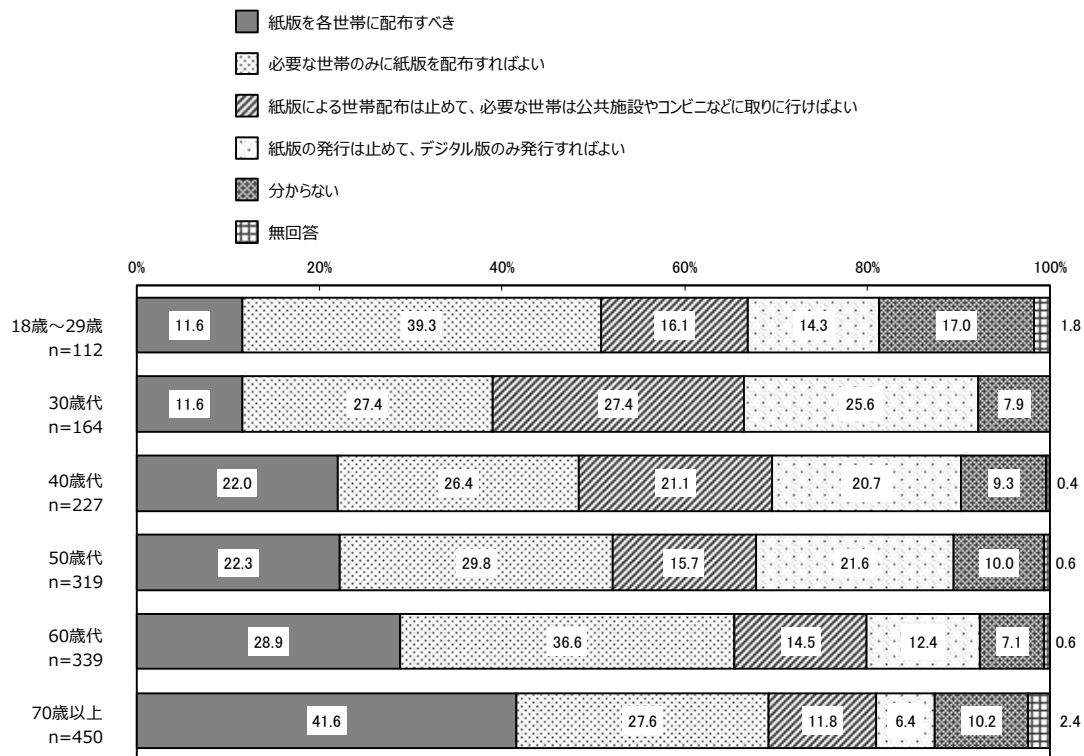 紙版を各世帯に配布すべき
必要な世帯のみに紙版を配布すればよい
紙版による世帯配布は止めて、必要な世帯は公共施設やコンビニなどに取りに行けばよい
紙版の発行は止めて、デジタル版のみ発行すればよい
分からない
無回答
0% 20% 40% 60% 80% 100%
18歳～29歳
n=112
11.6 39.3 16.1 14.3 17.0 1.8
30歳代
n=164
11.6 27.4 27.4 25.6 7.9
40歳代
n=227
22.0 26.4 21.1 20.7 9.3 0.4
50歳代
n=319
22.3 29.8 15.7 21.6 10.0 0.6
60歳代
n=339
28.9 36.6 14.5 12.4 7.1 0.6
70歳以上
n=450
41.6 27.6 11.8 6.4 10.2 2.4